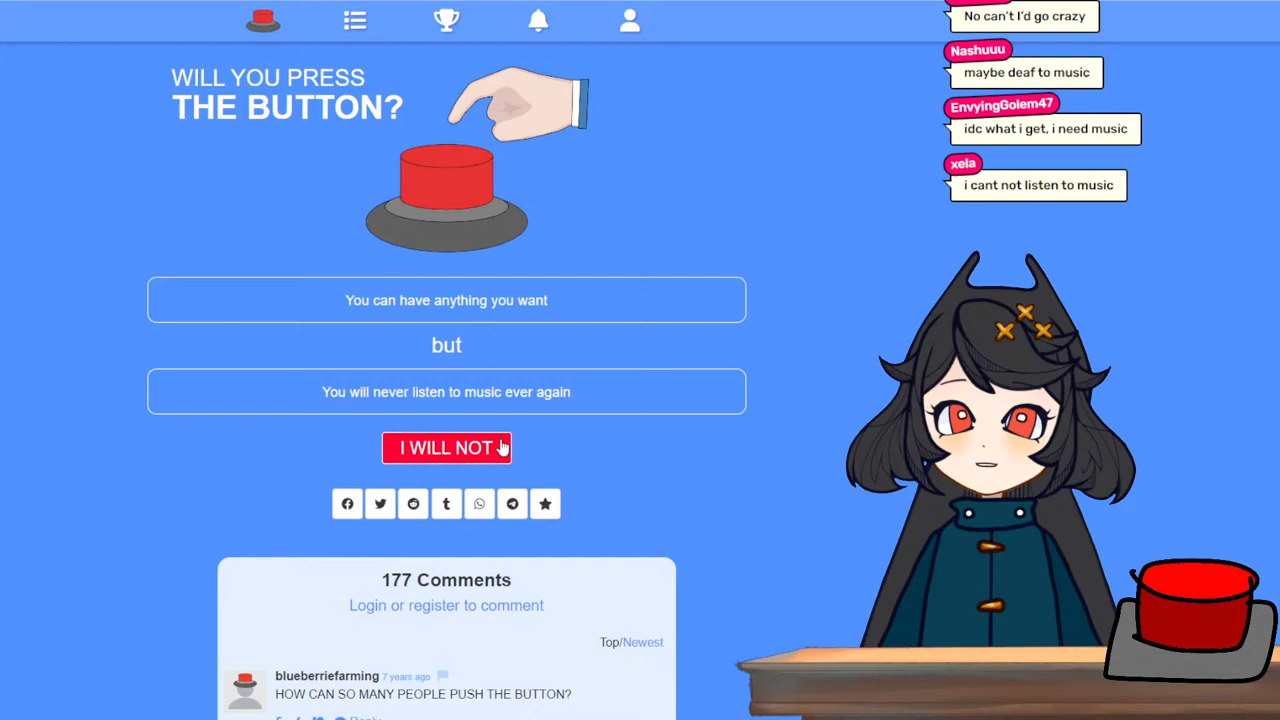 WILL YOU PRESS
THE BUTTON?
You can have anything you want
but
You will never listen to music ever again
I WILL NOT
177 Comments
Login or register to comment
Top/Newest
blueberriefarming 7 years ago
HOW CAN SO MANY PEOPLE PUSH THE BUTTON?
No can't I'd go crazy
Nashuuu
maybe deaf to music
EnvyingGolem47
idc what i get, i need music
xela
i cant not listen to music